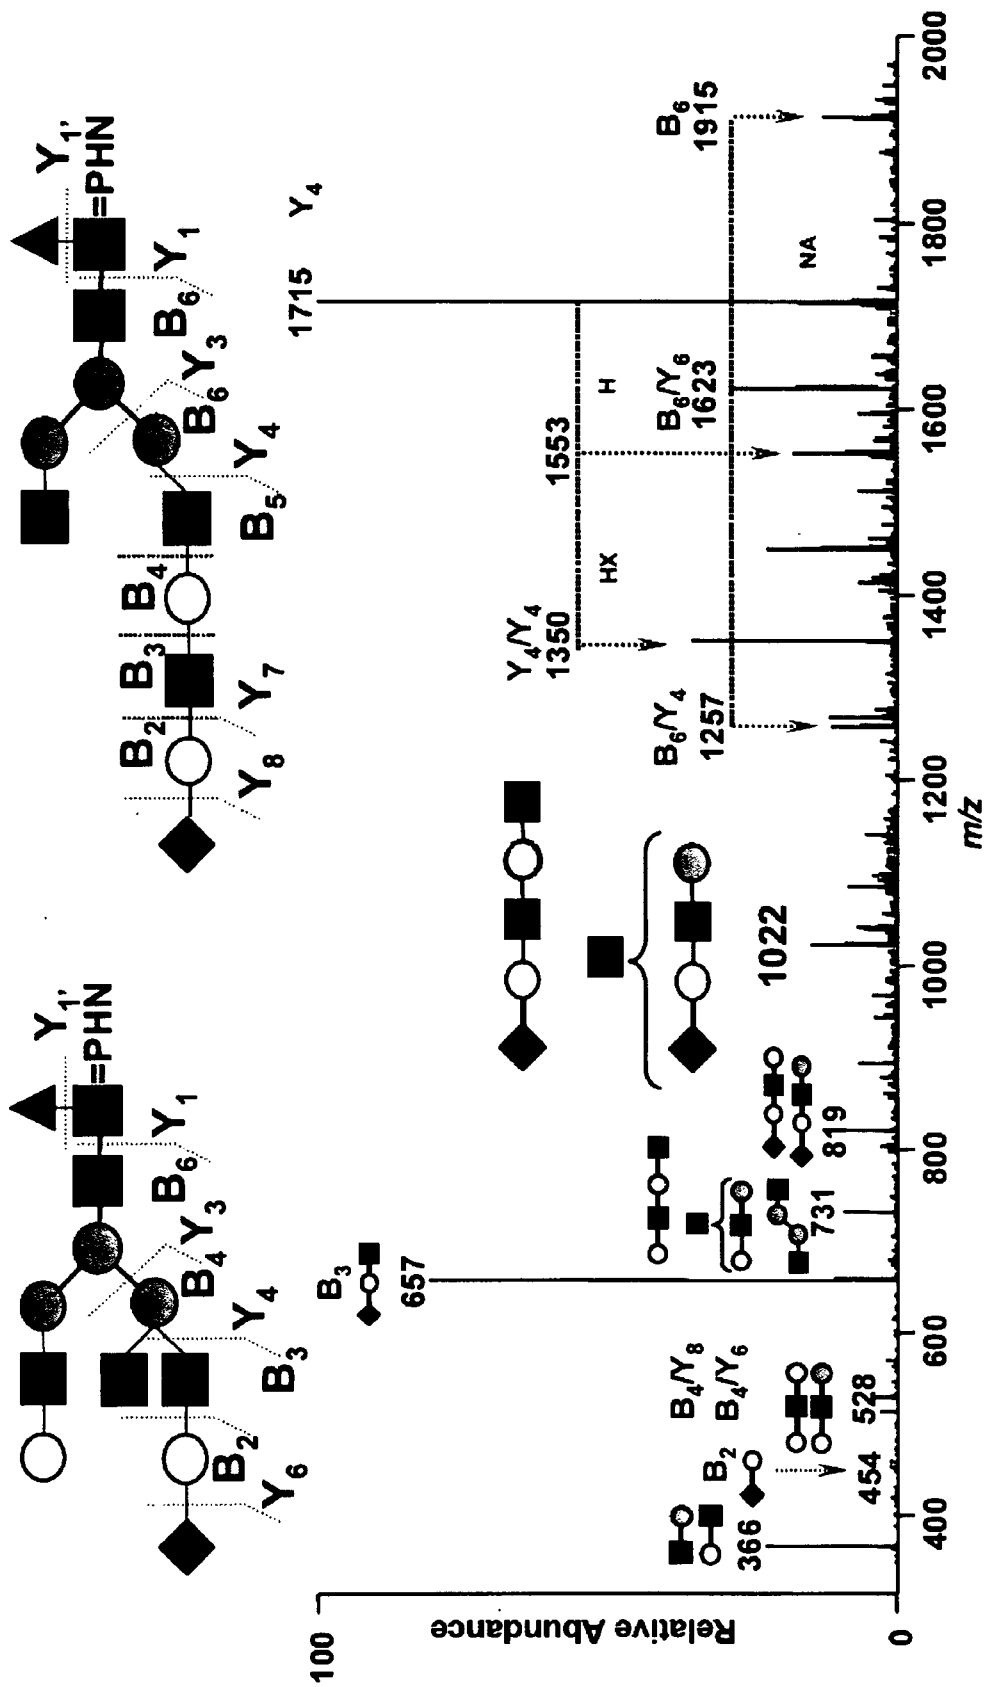 Y1'
=PHN
Y1
B6
Y3
B4
Y4
B3
B2
Y6
Y1'
=PHN
Y1
B6
Y3
B6
Y4
B5
B4
B3
Y7
B2
Y8
100
Relative Abundance
0
366
B2
454
B4/Y8
B4/Y6
528
B3
657
731
819
1022
B6/Y4
1257
Y4/Y4
1350
HX
1553
H
B6/Y6
1623
1715 Y4
NA
B6
1915
400 600 800 1000 1200 1400 1600 1800 2000
m/z